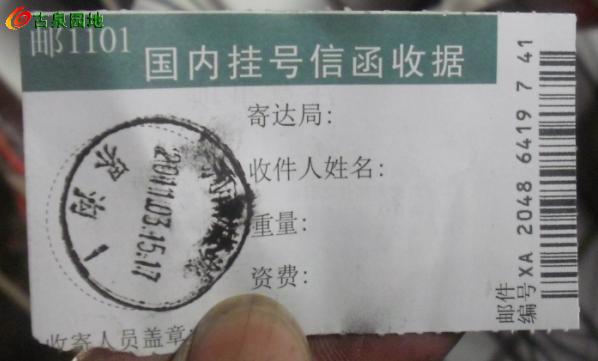 古泉园地
邮1101
国内挂号信函收据
寄达局:
收件人姓名:
重量:
资费:
收寄人员盖章:
2011.03.15.17
邮件
编号XA 2048 6419 7 41